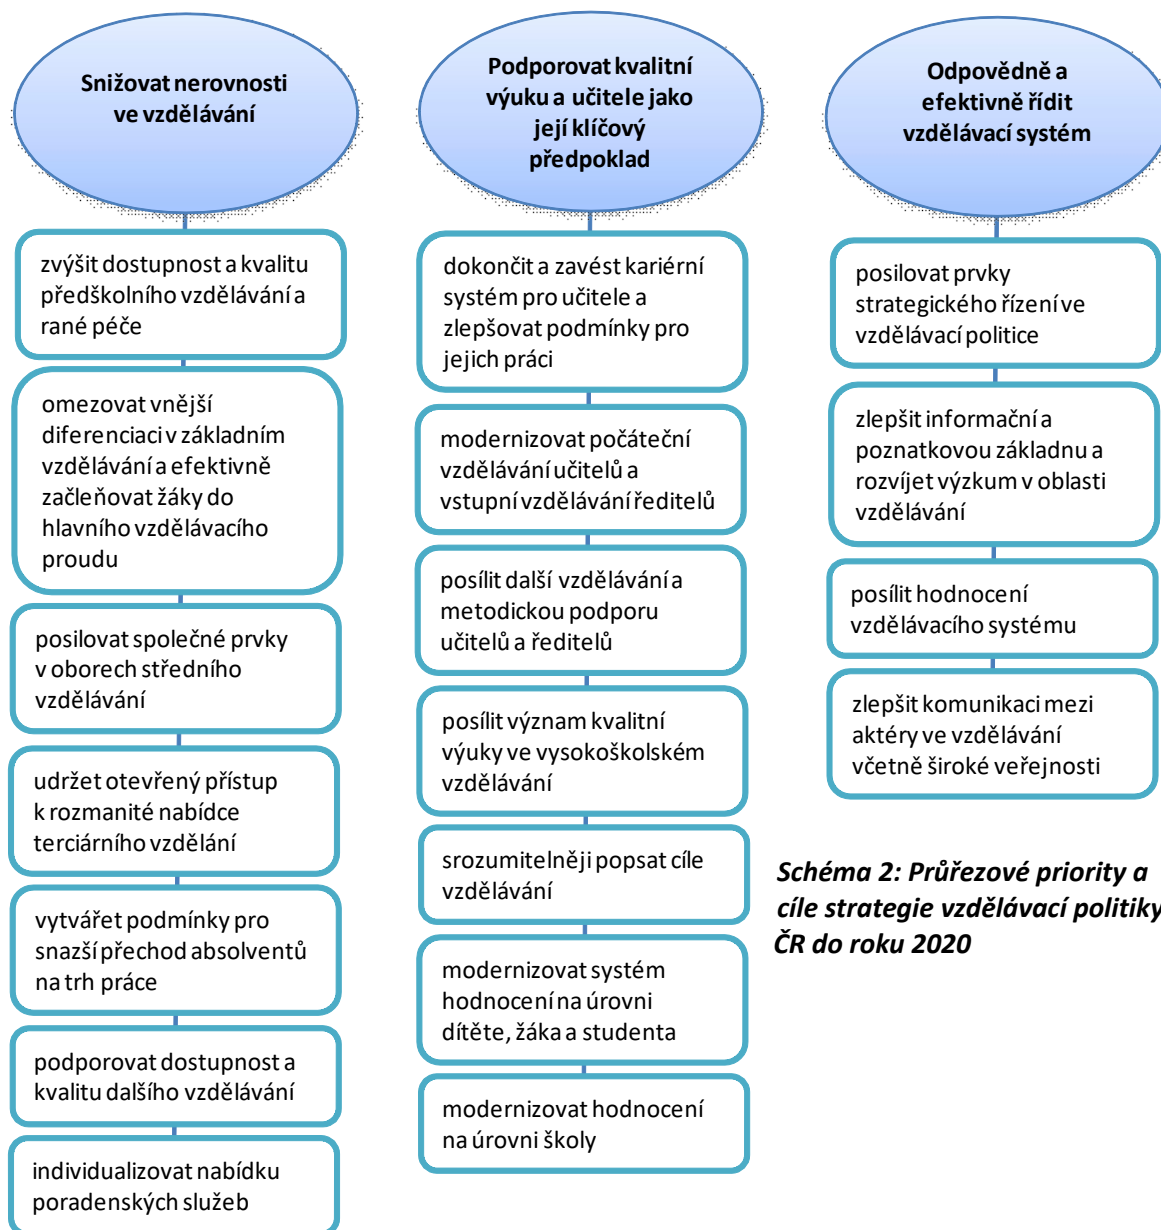 Snižovat nerovnosti
ve vzdělávání
zvýšit dostupnost a kvalitu
předškolního vzdělávání a
rané péče
omezovat vnější
diferenciaci v základním
vzdělávání a efektivně
začleňovat žáky do
hlavního vzdělávacího
proudu
posilovat společné prvky
v oborech středního
vzdělávání
udržet otevřený přístup
k rozmanité nabídce
terciárního vzdělání
vytvářet podmínky pro
snazší přechod absolventů
na trh práce
podporovat dostupnost a
kvalitu dalšího vzdělávání
individualizovat nabídku
poradenských služeb
Podporovat kvalitní
výuku a učitele jako
její klíčový
předpoklad
dokončit a zavést kariérní
systém pro učitele a
zlepšovat podmínky pro
jejich práci
modernizovat počáteční
vzdělávání učitelů a
vstupní vzdělávání ředitelů
posílit další vzdělávání a
metodickou podporu
učitelů a ředitelů
posílit význam kvalitní
výuky ve vysokoškolském
vzdělávání
srozumitelněji popsat cíle
vzdělávání
modernizovat systém
hodnocení na úrovni
dítěte, žáka a studenta
modernizovat hodnocení
na úrovni školy
Odpovědně a
efektivně řídit
vzdělávací systém
posilovat prvky
strategického řízení ve
vzdělávací politice
zlepšit informační a
poznatkovou základnu a
rozvíjet výzkum v oblasti
vzdělávání
posílit hodnocení
vzdělávacího systému
zlepšit komunikaci mezi
aktéry ve vzdělávání
včetně široké veřejnosti
Schéma 2: Průřezové priority a
cíle strategie vzdělávací politiky
ČR do roku 2020